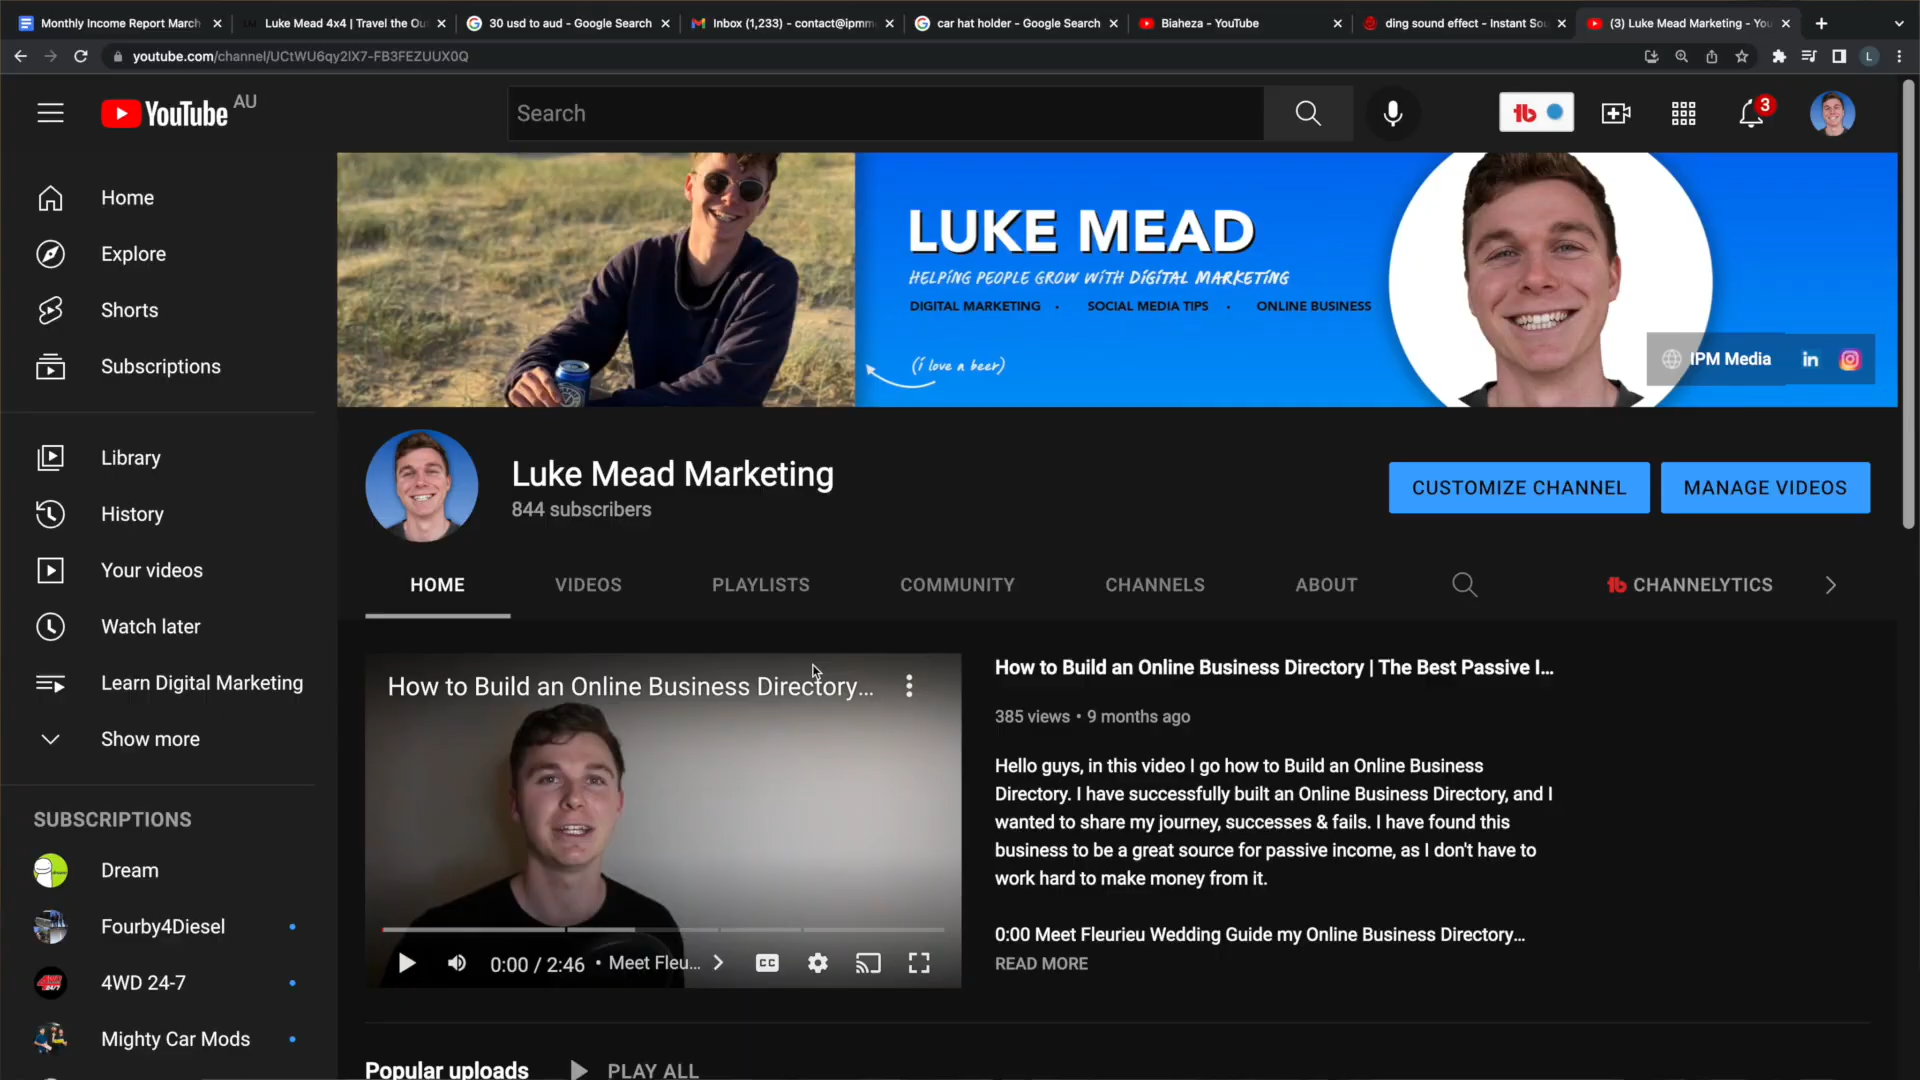 Monthly Income Report March
Luke Mead 4x4 | Travel the Ou
30 usd to aud - Google Search
Inbox (1,233) - contact@ipmm
car hat holder - Google Search
Biaheza - YouTube
ding sound effect - Instant Sou
(3) Luke Mead Marketing - You
youtube.com/channel/UCtWU6qy2lX7-FB3FEZUUX0Q
L
YouTube AU
Search
3
Home
Explore
Shorts
Subscriptions
Library
History
Your videos
Watch later
Learn Digital Marketing
Show more
SUBSCRIPTIONS
Dream
Fourby4Diesel
4WD 24-7
Mighty Car Mods
LUKE MEAD
HELPING PEOPLE GROW WITH DIGITAL MARKETING
DIGITAL MARKETING · SOCIAL MEDIA TIPS · ONLINE BUSINESS
(i love a beer)
IPM Media
Luke Mead Marketing
844 subscribers
CUSTOMIZE CHANNEL
MANAGE VIDEOS
HOME VIDEOS PLAYLISTS COMMUNITY CHANNELS ABOUT CHANNELYTICS
How to Build an Online Business Directory...
0:00 / 2:46 • Meet Fleu...
CC
How to Build an Online Business Directory | The Best Passive I...
385 views • 9 months ago
Hello guys, in this video I go how to Build an Online Business
Directory. I have successfully built an Online Business Directory, and I
wanted to share my journey, successes & fails. I have found this
business to be a great source for passive income, as I don't have to
work hard to make money from it.
0:00 Meet Fleurieu Wedding Guide my Online Business Directory...
READ MORE
Popular uploads
PLAY ALL